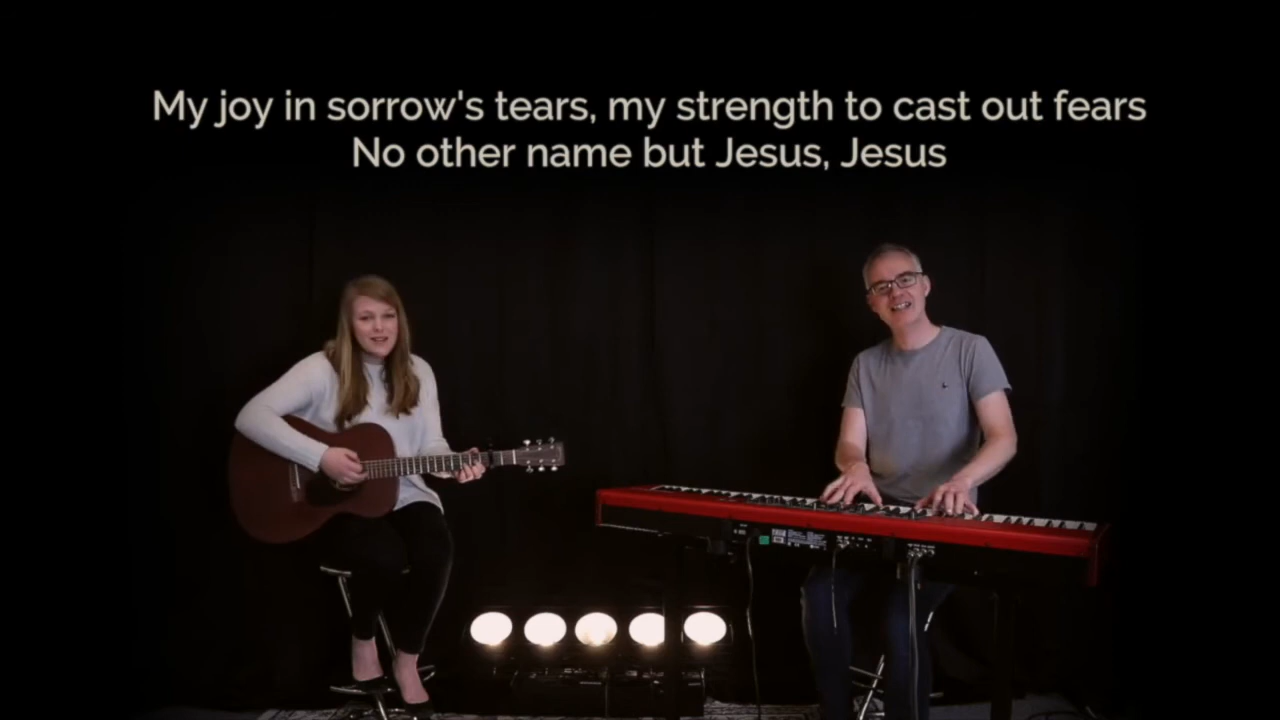 My joy in sorrow's tears, my strength to cast out fears
No other name but Jesus, Jesus